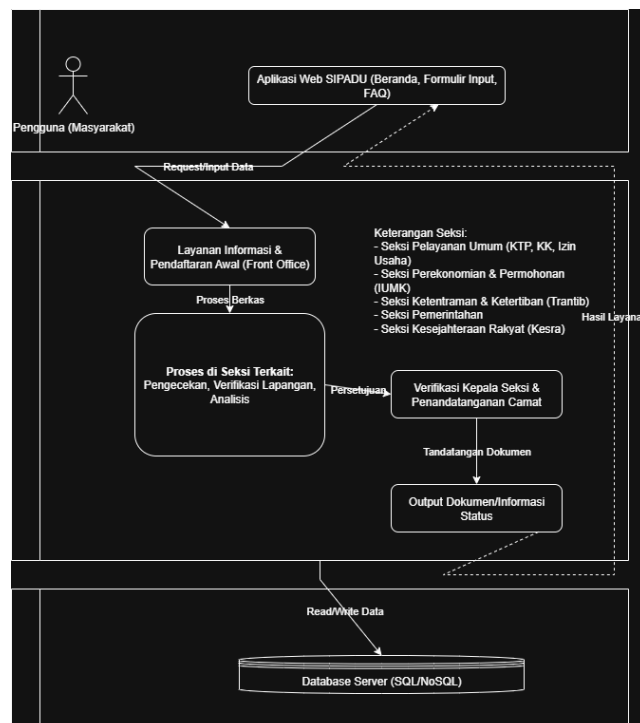 Aplikasi Web SIPADU (Beranda, Formulir Input,
FAQ)
Pengguna (Masyarakat)
Request/Input Data
Layanan Informasi &
Pendaftaran Awal (Front Office)
Keterangan Seksi:
- Seksi Pelayanan Umum (KTP, KK, Izin
Usaha)
- Seksi Perekonomian & Permohonan
(IUMK)
- Seksi Ketentraman & Ketertiban (Trantib)
- Seksi Pemerintahan
- Seksi Kesejahteraan Rakyat (Kesra)
Hasil Layana
Proses Berkas
Proses di Seksi Terkait:
Pengecekan, Verifikasi Lapangan,
Analisis
Persetujuan
Verifikasi Kepala Seksi &
Penandatanganan Camat
Tandatangan Dokumen
Output Dokumen/Informasi
Status
Read/Write Data
Database Server (SQL/NoSQL)